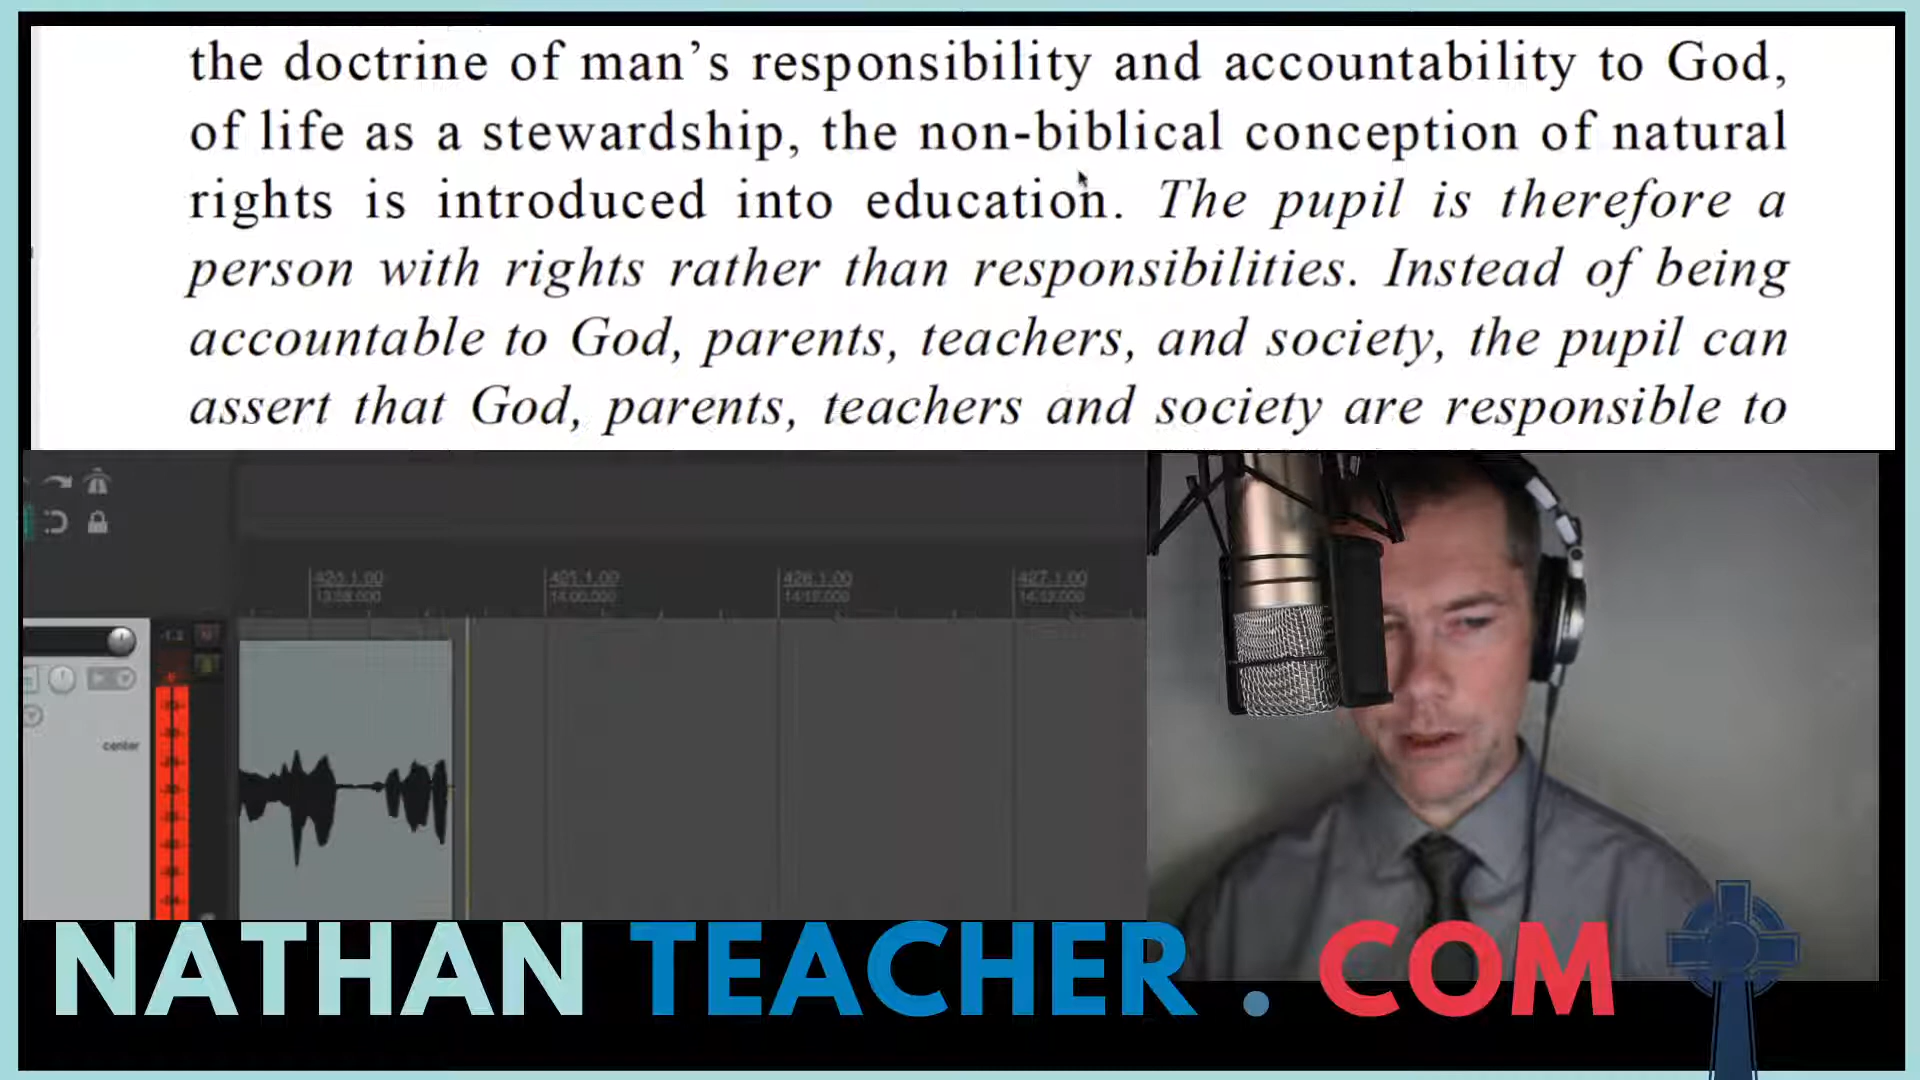 the doctrine of man’s responsibility and accountability to God,
of life as a stewardship, the non-biblical conception of natural
rights is introduced into education. The pupil is therefore a
person with rights rather than responsibilities. Instead of being
accountable to God, parents, teachers, and society, the pupil can
assert that God, parents, teachers and society are responsible to
427.1.00
center
NATHAN TEACHER . COM